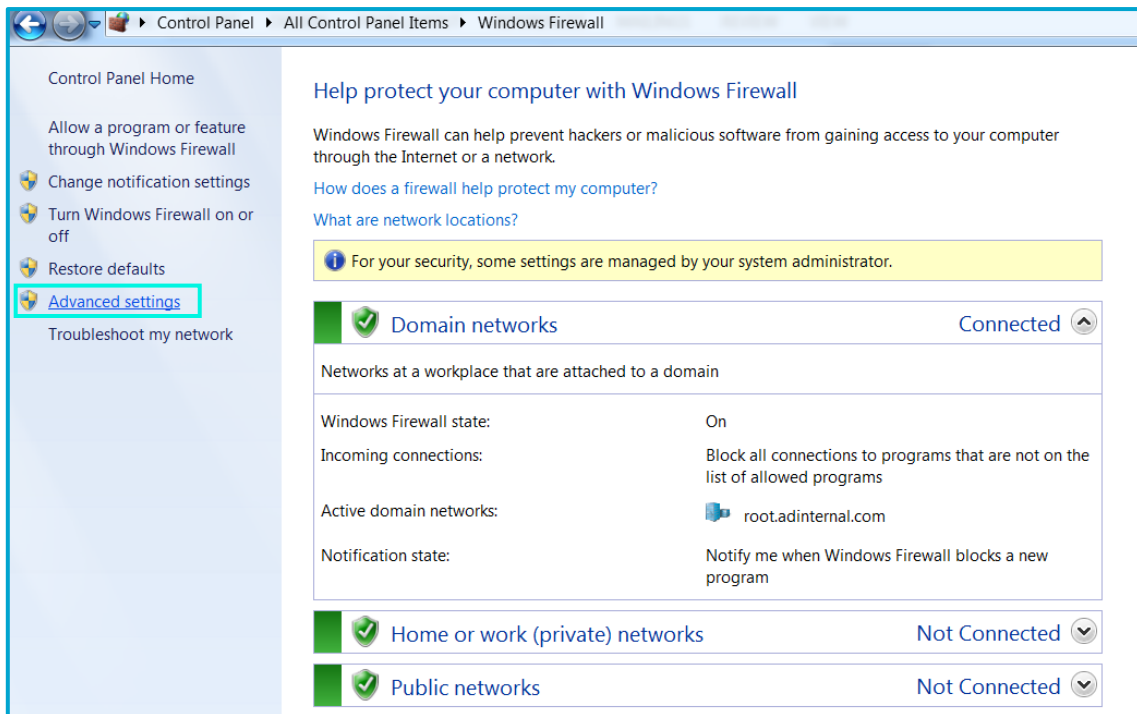 Control Panel ▸ All Control Panel Items ▸ Windows Firewall
Control Panel Home
Allow a program or feature
through Windows Firewall
Change notification settings
Turn Windows Firewall on or
off
Restore defaults
Advanced settings
Troubleshoot my network
Help protect your computer with Windows Firewall
Windows Firewall can help prevent hackers or malicious software from gaining access to your computer
through the Internet or a network.
How does a firewall help protect my computer?
What are network locations?
For your security, some settings are managed by your system administrator.
Domain networks Connected
Networks at a workplace that are attached to a domain
Windows Firewall state: On
Incoming connections: Block all connections to programs that are not on the
list of allowed programs
Active domain networks: root.adinternal.com
Notification state: Notify me when Windows Firewall blocks a new
program
Home or work (private) networks Not Connected
Public networks Not Connected